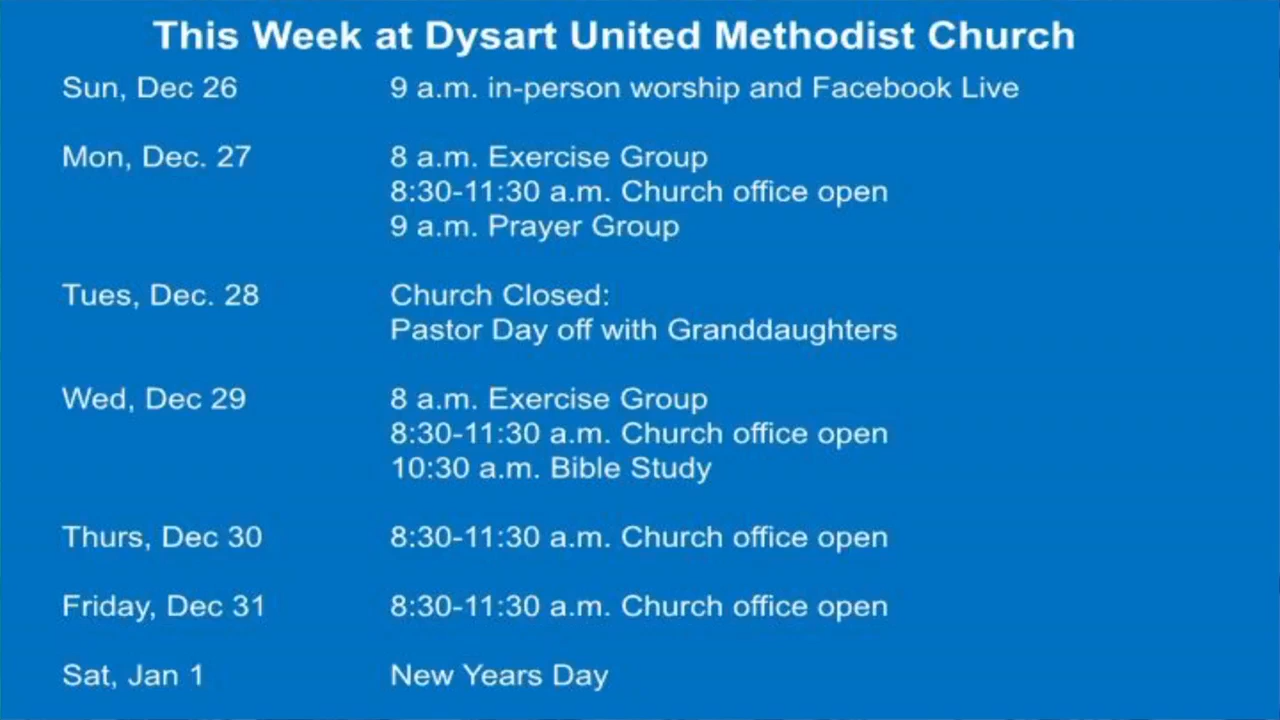 This Week at Dysart United Methodist Church
Sun, Dec 26 9 a.m. in-person worship and Facebook Live
Mon, Dec. 27 8 a.m. Exercise Group
8:30-11:30 a.m. Church office open
9 a.m. Prayer Group
Tues, Dec. 28 Church Closed:
Pastor Day off with Granddaughters
Wed, Dec 29 8 a.m. Exercise Group
8:30-11:30 a.m. Church office open
10:30 a.m. Bible Study
Thurs, Dec 30 8:30-11:30 a.m. Church office open
Friday, Dec 31 8:30-11:30 a.m. Church office open
Sat, Jan 1 New Years Day